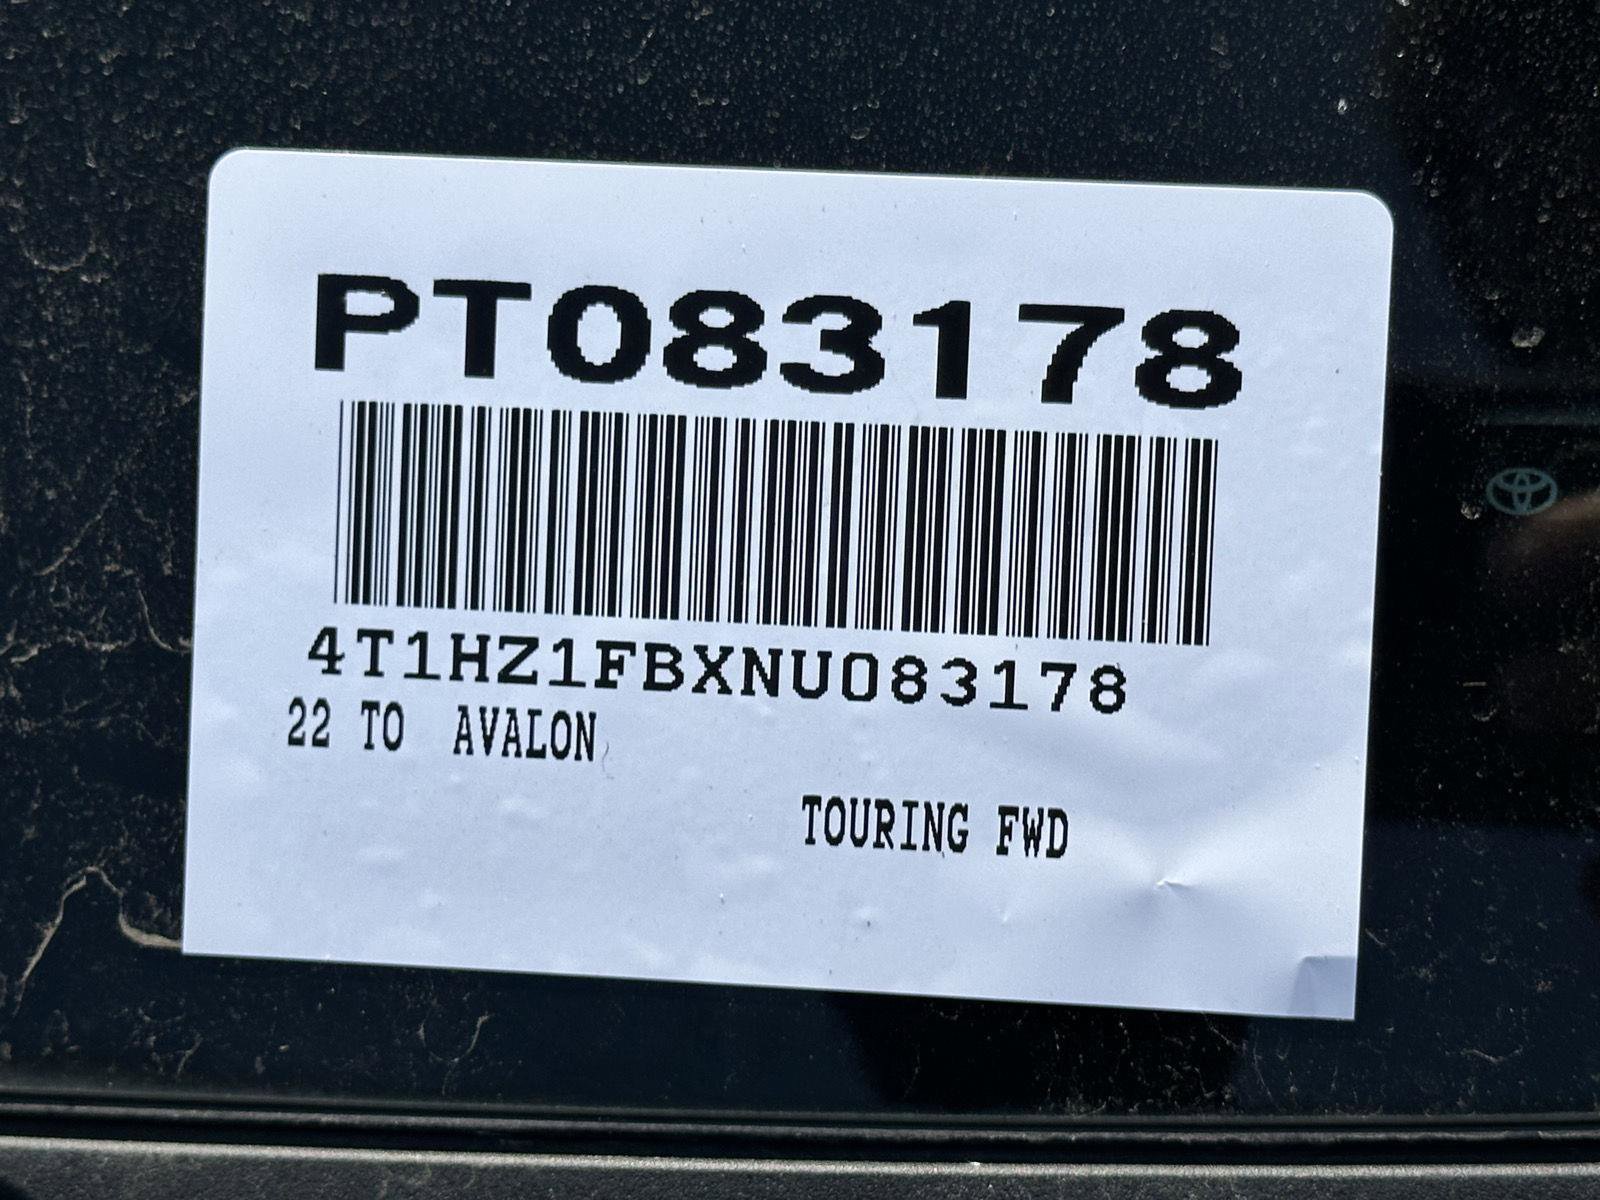 PT083178
4T1HZ1FBXNU083178
22 TO AVALON
TOURING FWD